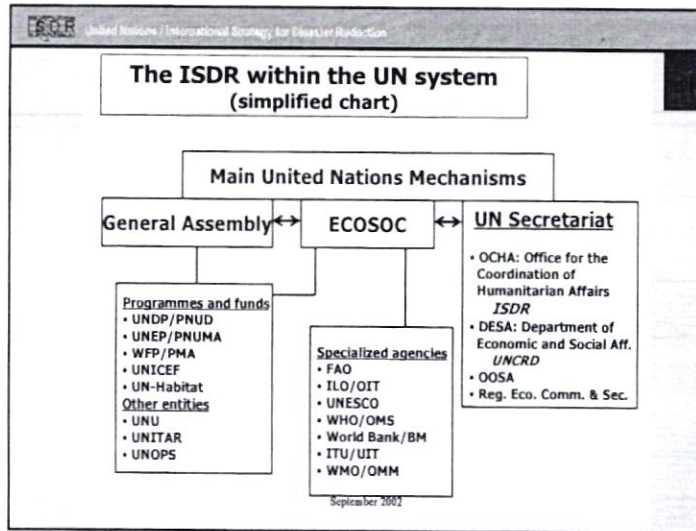 ISDR
United Nations / International Strategy for Disaster Reduction
The ISDR within the UN system
(simplified chart)
Main United Nations Mechanisms
General Assembly
ECOSOC
UN Secretariat
• OCHA: Office for the
Coordination of
Humanitarian Affairs
ISDR
• DESA: Department of
Economic and Social Aff.
UNCRD
• OOSA
• Reg. Eco. Comm. & Sec.
Programmes and funds
• UNDP/PNUD
• UNEP/PNUMA
• WFP/PMA
• UNICEF
• UN-Habitat
Other entities
• UNU
• UNITAR
• UNOPS
Specialized agencies
• FAO
• ILO/OIT
• UNESCO
• WHO/OMS
• World Bank/BM
• ITU/UIT
• WMO/OMM
September 2002